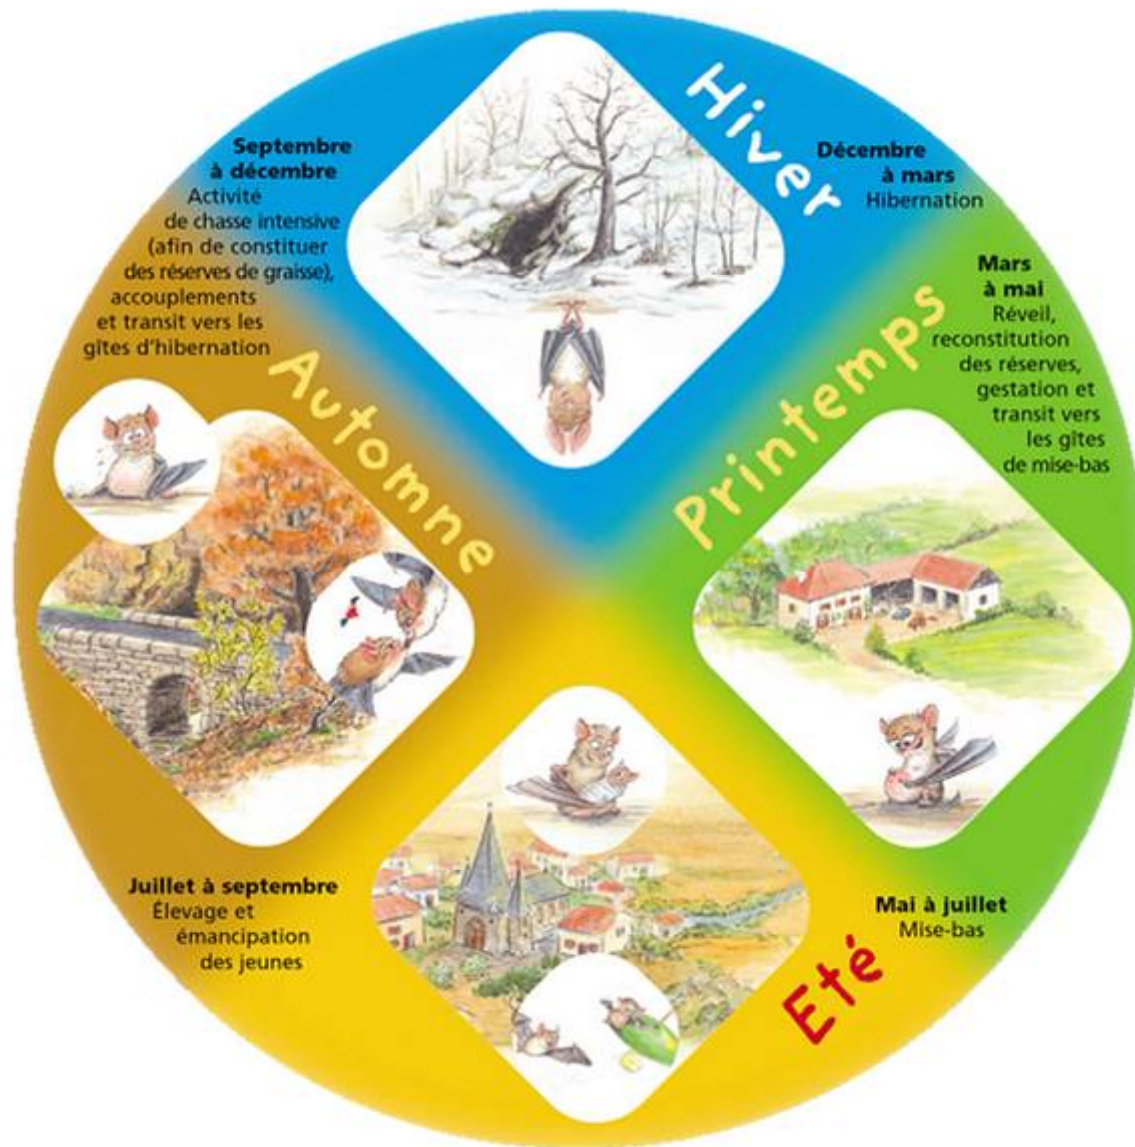 Hiver
Décembre
à mars
Hibernation
Printemps
Mars
à mai
Réveil,
reconstitution
des réserves,
gestation et
transit vers
les gîtes
de mise-bas
Eté
Mai à juillet
Mise-bas
Juillet à septembre
Élevage et
émancipation
des jeunes
Automne
Septembre
à décembre
Activité
de chasse intensive
(afin de constituer
des réserves de graisse),
accouplements
et transit vers les
gîtes d'hibernation